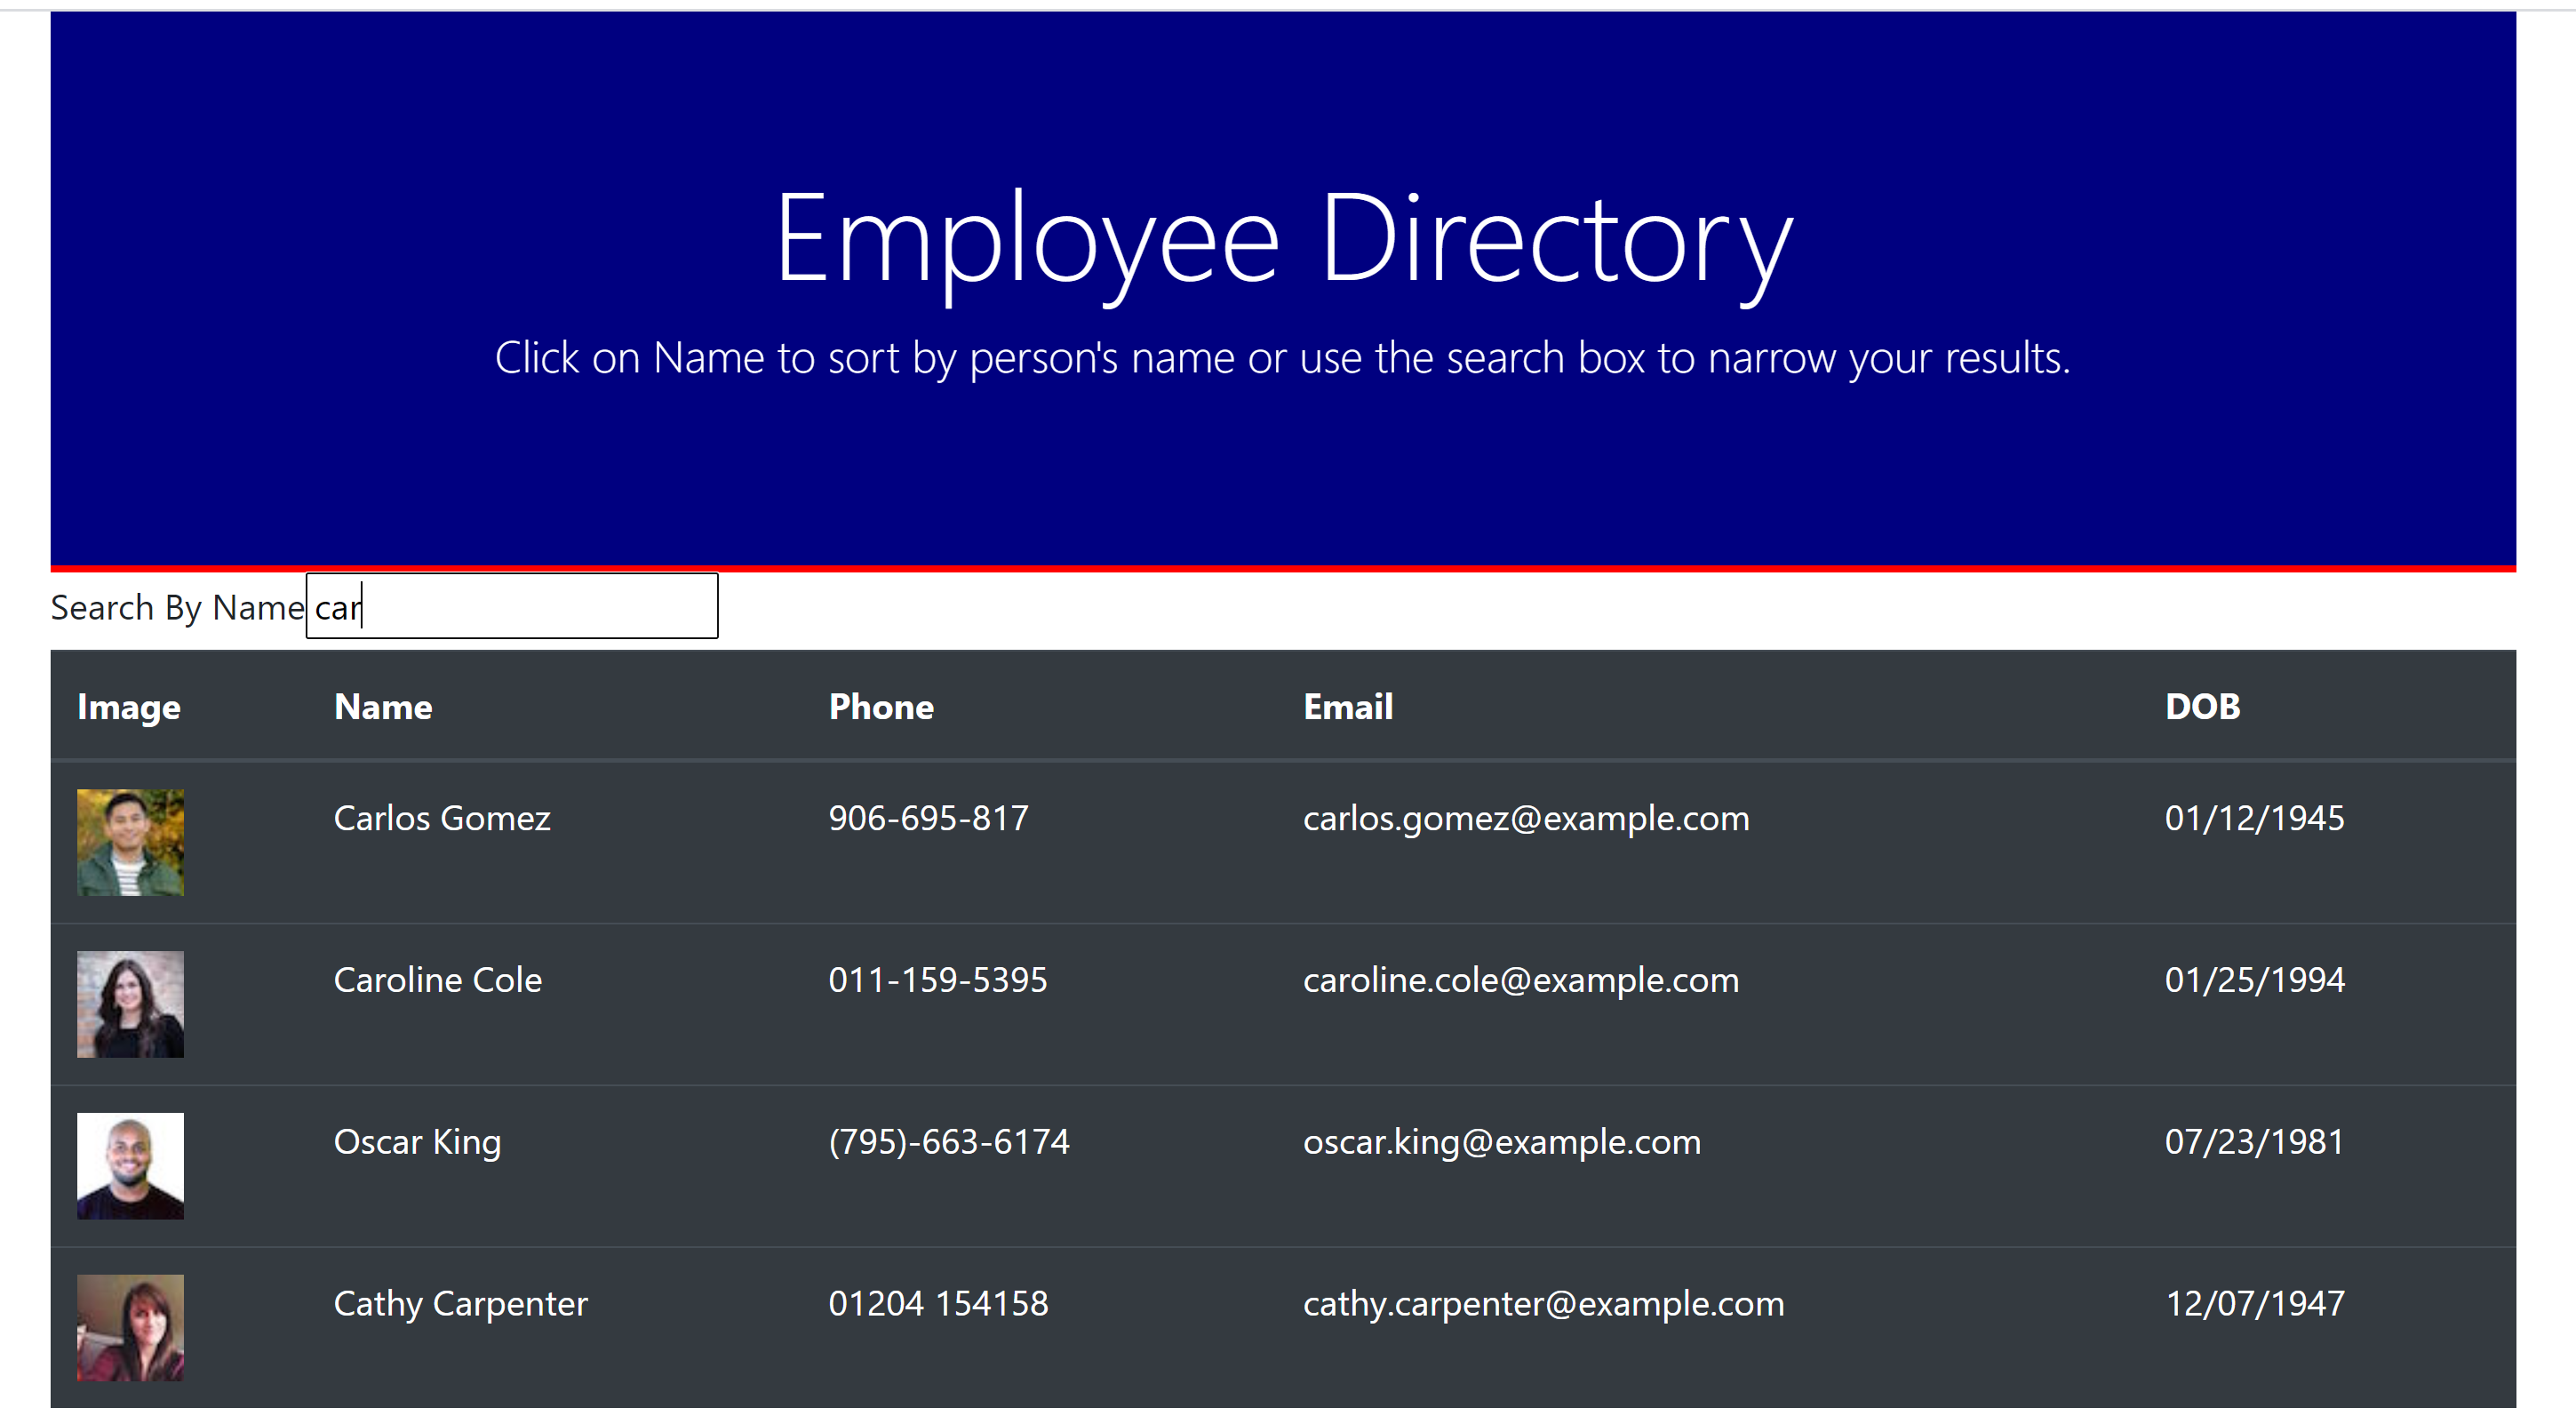 Employee Directory
Click on Name to sort by person's name or use the search box to narrow your results.
Search By Name car
Image Name Phone Email DOB
Carlos Gomez 906-695-817 carlos.gomez@example.com 01/12/1945
Caroline Cole 011-159-5395 caroline.cole@example.com 01/25/1994
Oscar King (795)-663-6174 oscar.king@example.com 07/23/1981
Cathy Carpenter 01204 154158 cathy.carpenter@example.com 12/07/1947